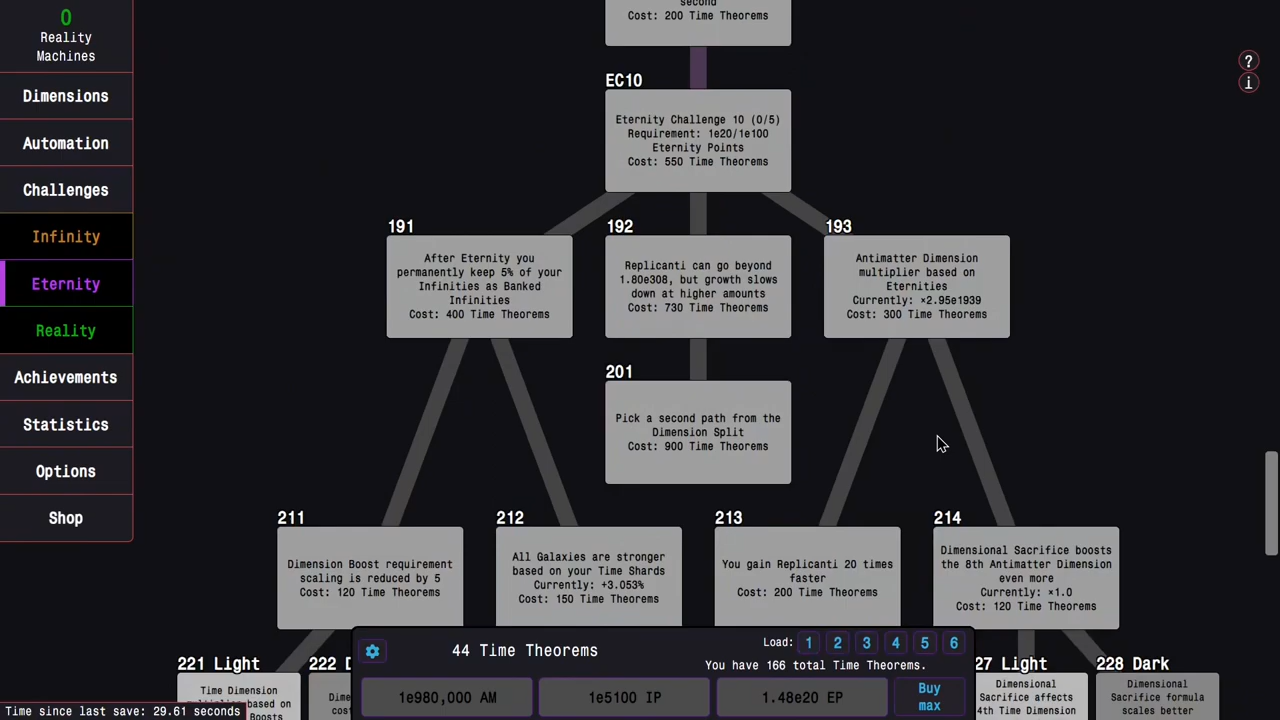 0
Reality
Machines
Dimensions
Automation
Challenges
Infinity
Eternity
Reality
Achievements
Statistics
Options
Shop
second
Cost: 200 Time Theorems
EC10
Eternity Challenge 10 (0/5)
Requirement: 1e20/1e100
Eternity Points
Cost: 550 Time Theorems
?
i
191
After Eternity you
permanently keep 5% of your
Infinities as Banked
Infinities
Cost: 400 Time Theorems
192
Replicanti can go beyond
1.80e308, but growth slows
down at higher amounts
Cost: 730 Time Theorems
193
Antimatter Dimension
multiplier based on
Eternities
Currently: ×2.95e1939
Cost: 300 Time Theorems
201
Pick a second path from the
Dimension Split
Cost: 900 Time Theorems
211
Dimension Boost requirement
scaling is reduced by 5
Cost: 120 Time Theorems
212
All Galaxies are stronger
based on your Time Shards
Currently: +3.053%
Cost: 150 Time Theorems
213
You gain Replicanti 20 times
faster
Cost: 200 Time Theorems
214
Dimensional Sacrifice boosts
the 8th Antimatter Dimension
even more
Currently: ×1.0
Cost: 120 Time Theorems
221 Light
Time Dimension
222 D
27 Light
Dimensional
Sacrifice affects
4th Time Dimension
228 Dark
Dimensional
Sacrifice formula
scales better
44 Time Theorems
Load: 1 2 3 4 5 6
You have 166 total Time Theorems.
1e980,000 AM
1e5100 IP
1.48e20 EP
Buy
max
Time since last save: 29.61 seconds